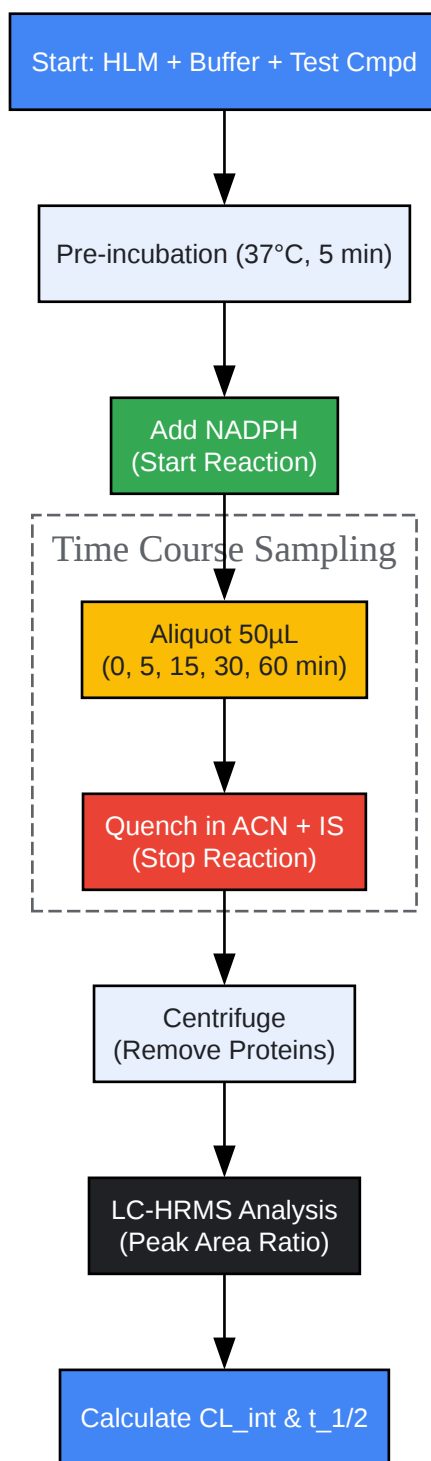 Start: HLM + Buffer + Test Cmpd
Pre-incubation (37°C, 5 min)
Add NADPH
(Start Reaction)
Time Course Sampling
Aliquot 50µL
(0, 5, 15, 30, 60 min)
Quench in ACN + IS
(Stop Reaction)
Centrifuge
(Remove Proteins)
LC-HRMS Analysis
(Peak Area Ratio)
Calculate CL_int & t_1/2